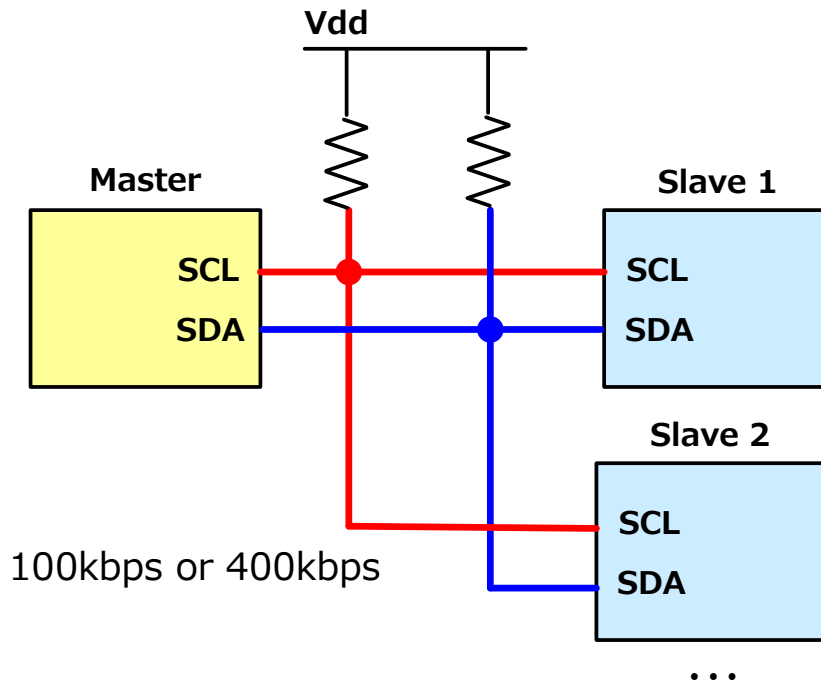 Vdd
Master
Slave 1
SCL
SCL
SDA
SDA
Slave 2
SCL
100kbps or 400kbps
SDA
...